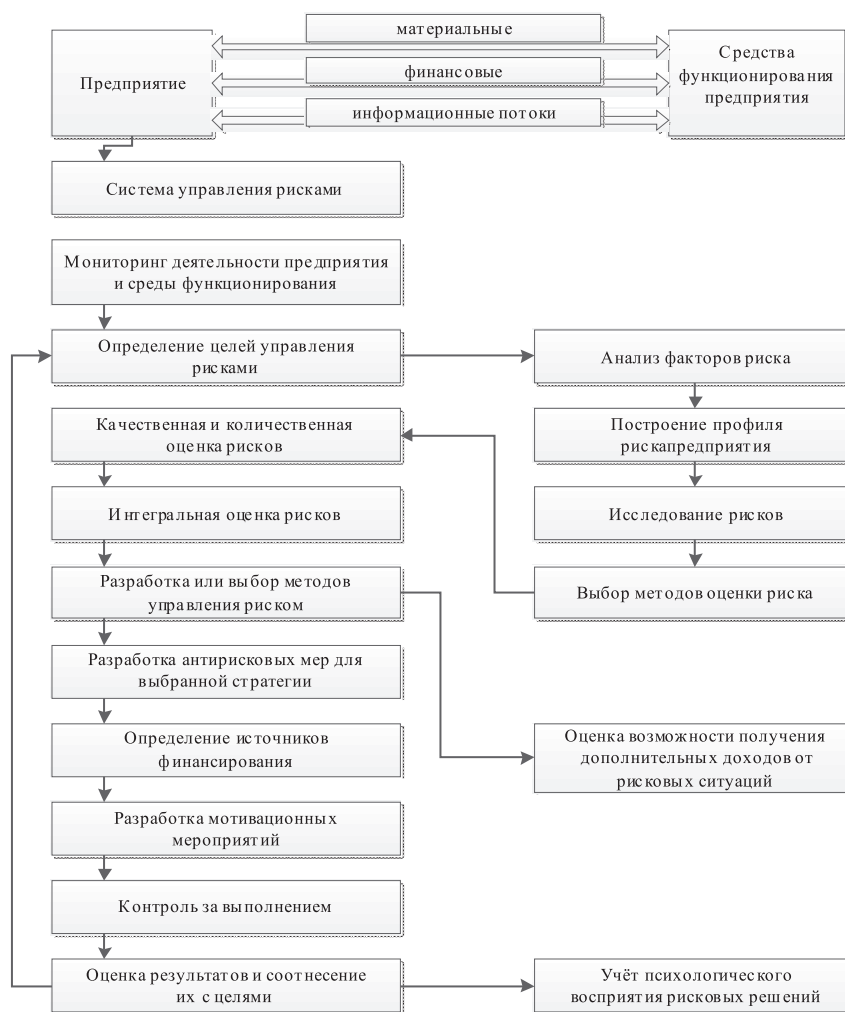 материальные
Предприятие
финансовые
информационные потоки
Средства
функционирования
предприятия
Система управления рисками
Мониторинг деятельности предприятия
и среды функционирования
Определение целей управления
рисками
Анализ факторов риска
Качественная и количественная
оценка рисков
Построение профиля
рискапредприятия
Интегральная оценка рисков
Исследование рисков
Разработка или выбор методов
управления риском
Выбор методов оценки риска
Разработка антирисковых мер для
выбранной стратегии
Определение источников
финансирования
Оценка возможности получения
дополнительных доходов от
рисковых ситуаций
Разработка мотивационных
мероприятий
Контроль за выполнением
Оценка результатов и соотнесение
их с целями
Учёт психологического
восприятия рисковых решений